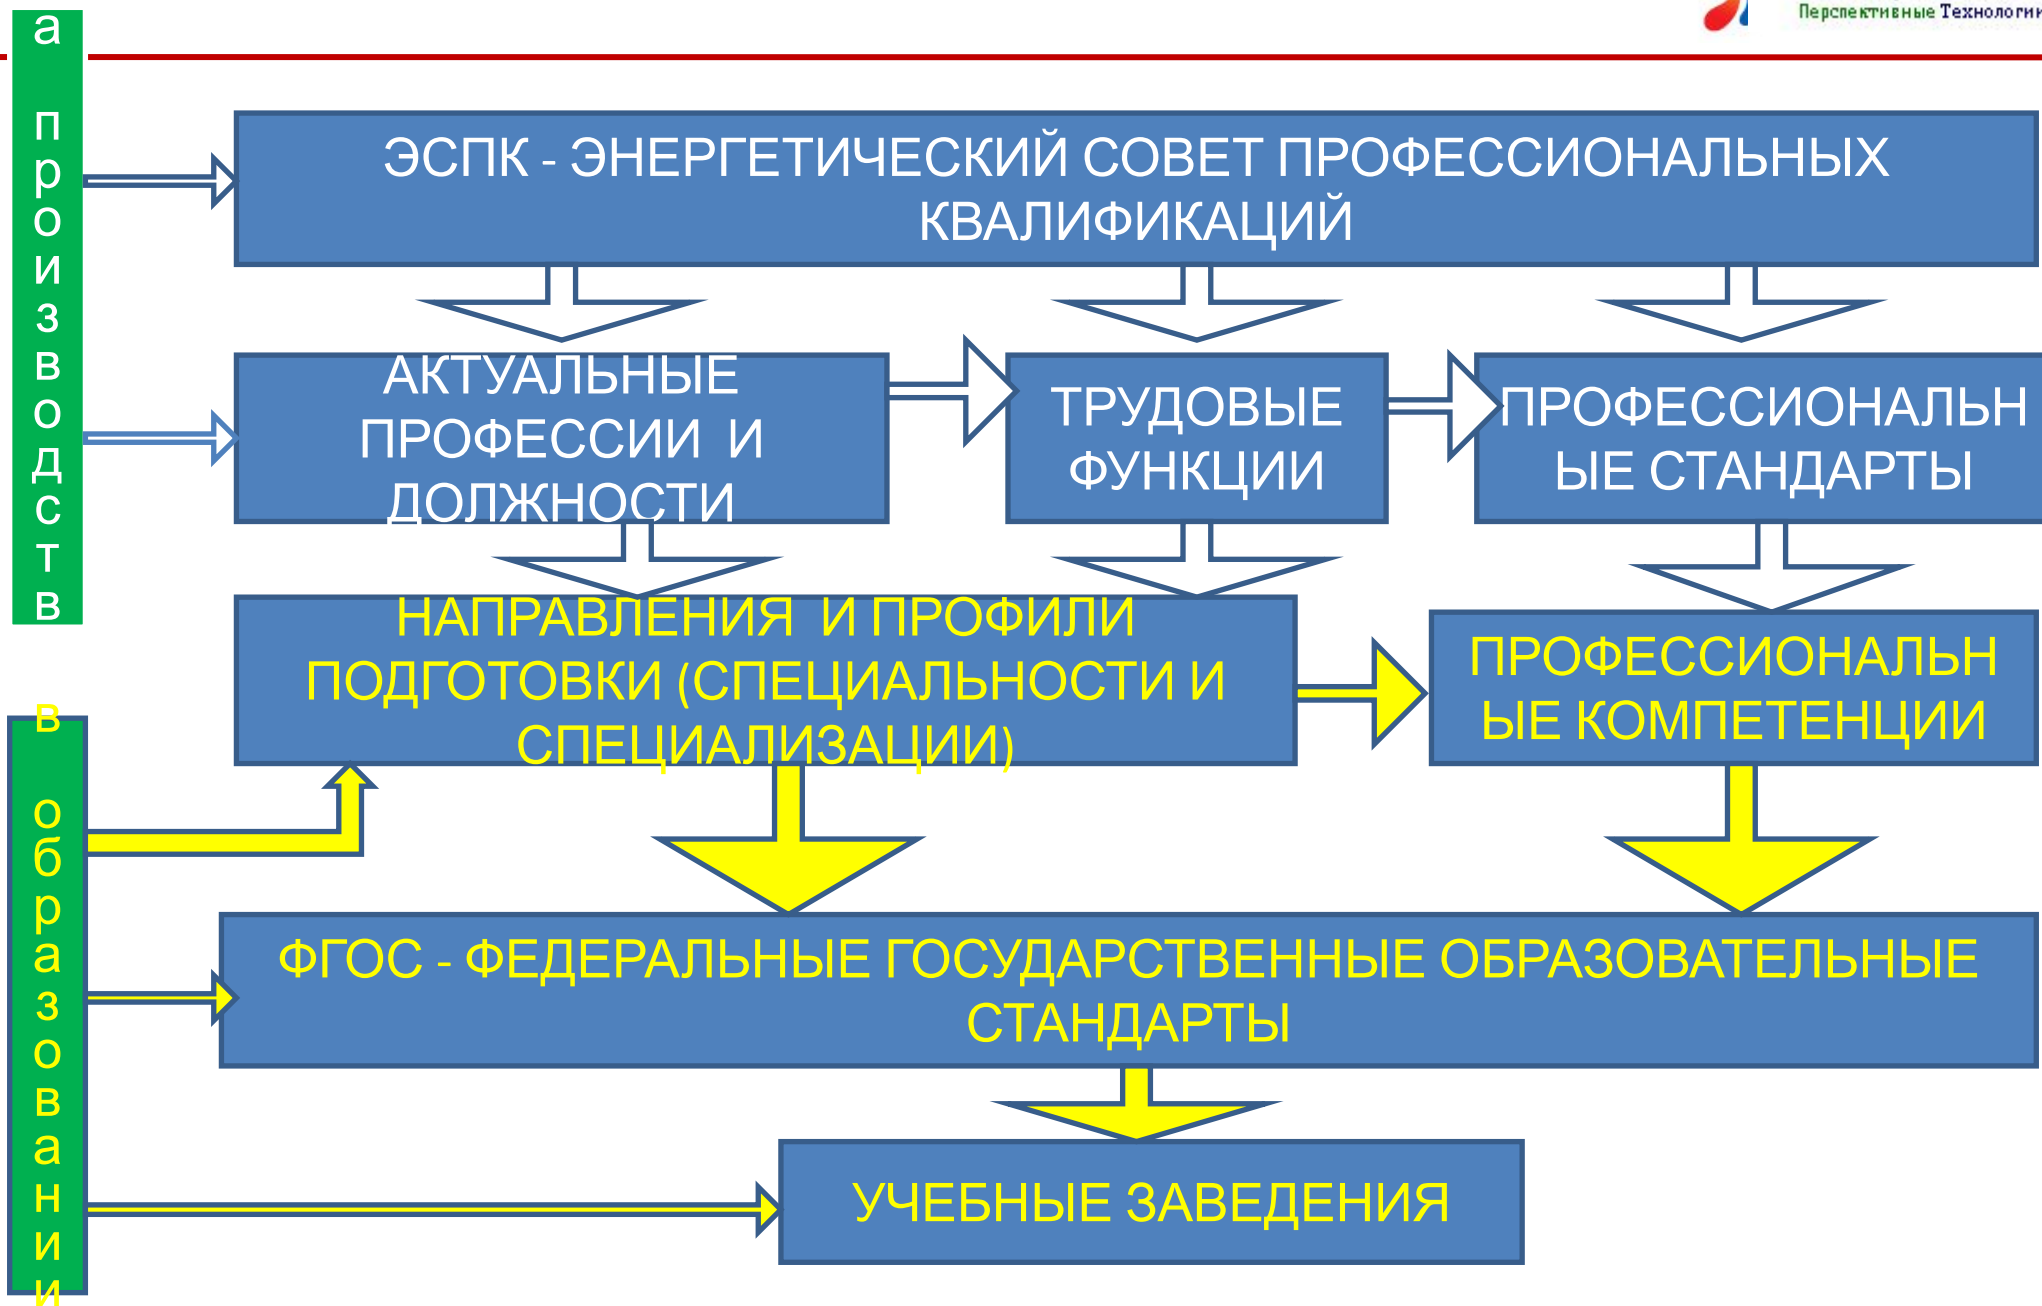 Перспективные Технологии
а производств
ЭСПК - ЭНЕРГЕТИЧЕСКИЙ СОВЕТ ПРОФЕССИОНАЛЬНЫХ
КВАЛИФИКАЦИЙ
АКТУАЛЬНЫЕ
ПРОФЕССИИ И
ДОЛЖНОСТИ
ТРУДОВЫЕ
ФУНКЦИИ
ПРОФЕССИОНАЛЬН
ЫЕ СТАНДАРТЫ
НАПРАВЛЕНИЯ И ПРОФИЛИ
ПОДГОТОВКИ (СПЕЦИАЛЬНОСТИ И
СПЕЦИАЛИЗАЦИИ)
ПРОФЕССИОНАЛЬН
ЫЕ КОМПЕТЕНЦИИ
в образовании
ФГОС - ФЕДЕРАЛЬНЫЕ ГОСУДАРСТВЕННЫЕ ОБРАЗОВАТЕЛЬНЫЕ
СТАНДАРТЫ
УЧЕБНЫЕ ЗАВЕДЕНИЯ